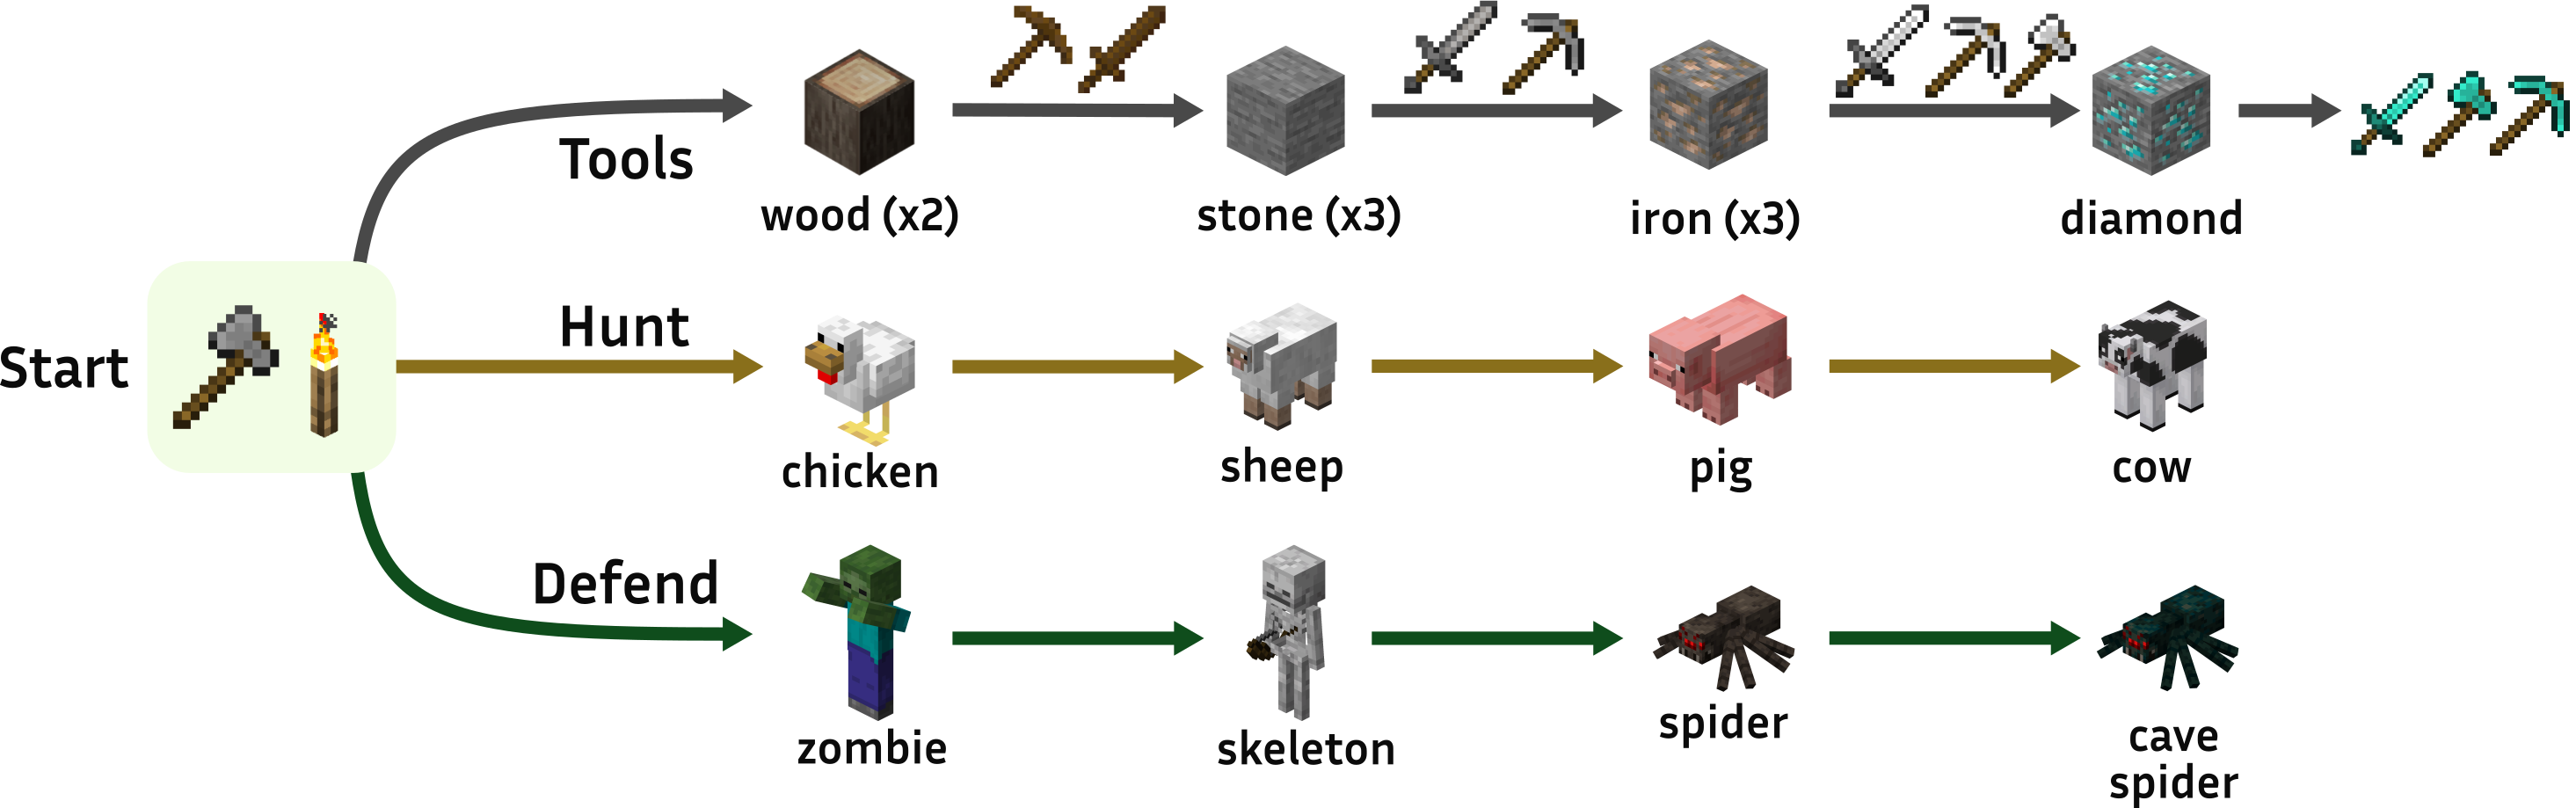 Start
Tools
wood (x2)
stone (x3)
iron (x3)
diamond
Hunt
chicken
sheep
pig
cow
Defend
zombie
skeleton
spider
cave
spider